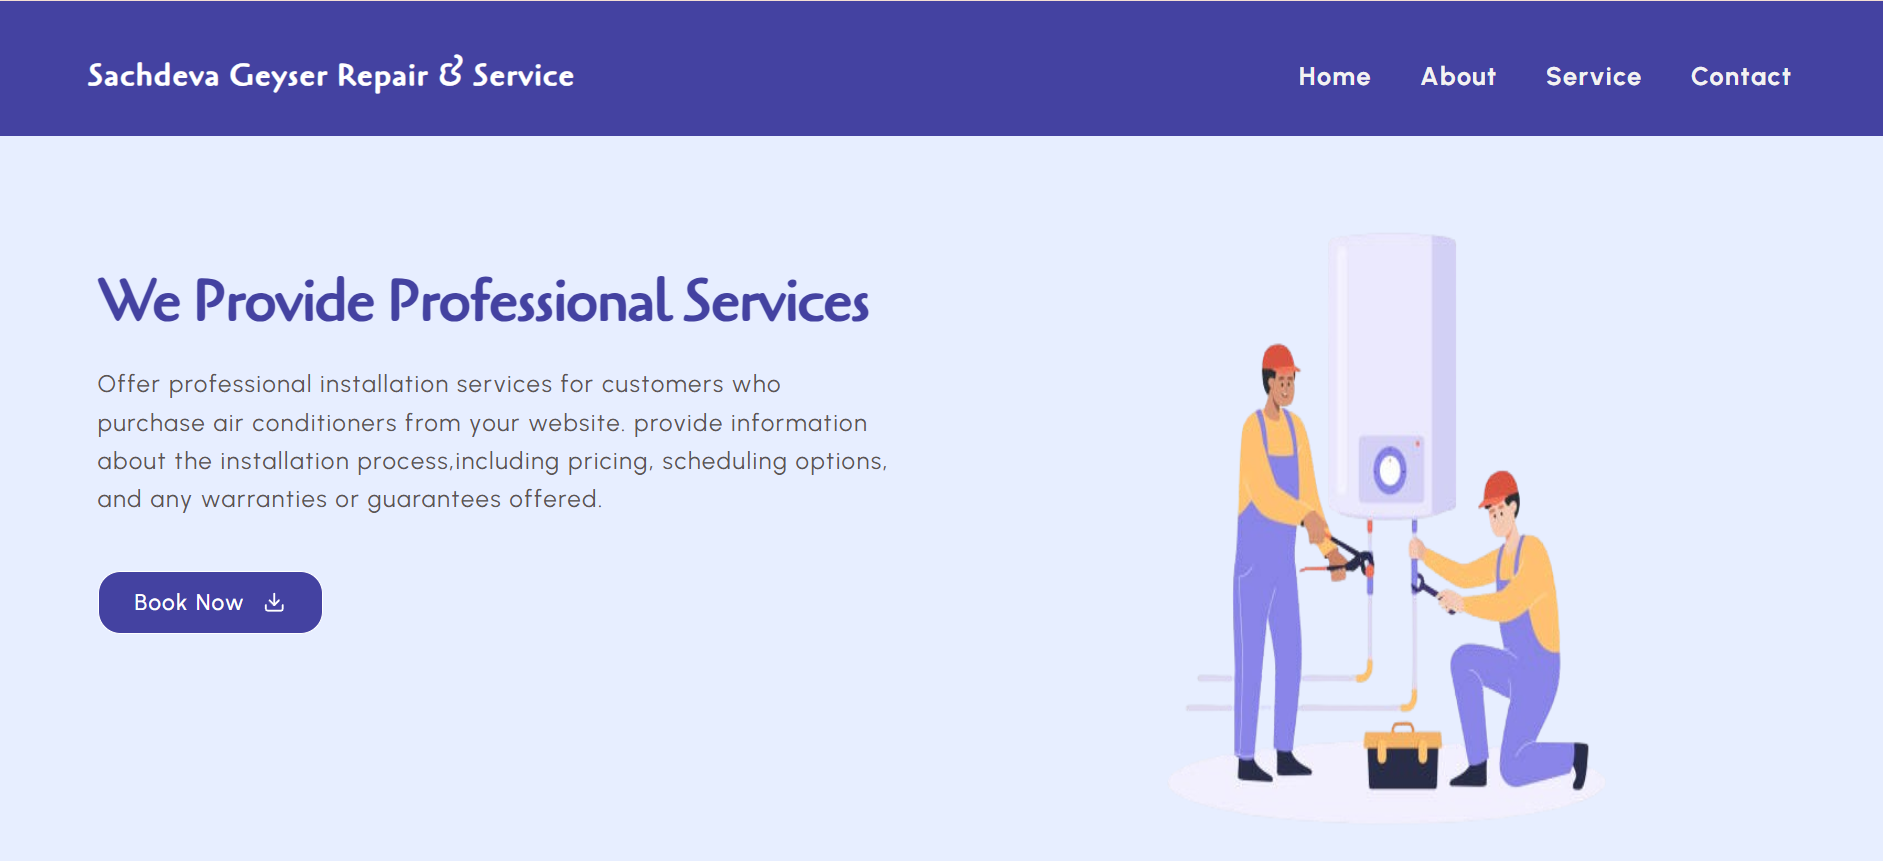 Sachdeva Geyser Repair & Service
Home About Service Contact
We Provide Professional Services
Offer professional installation services for customers who
purchase air conditioners from your website. provide information
about the installation process,including pricing, scheduling options,
and any warranties or guarantees offered.
Book Now